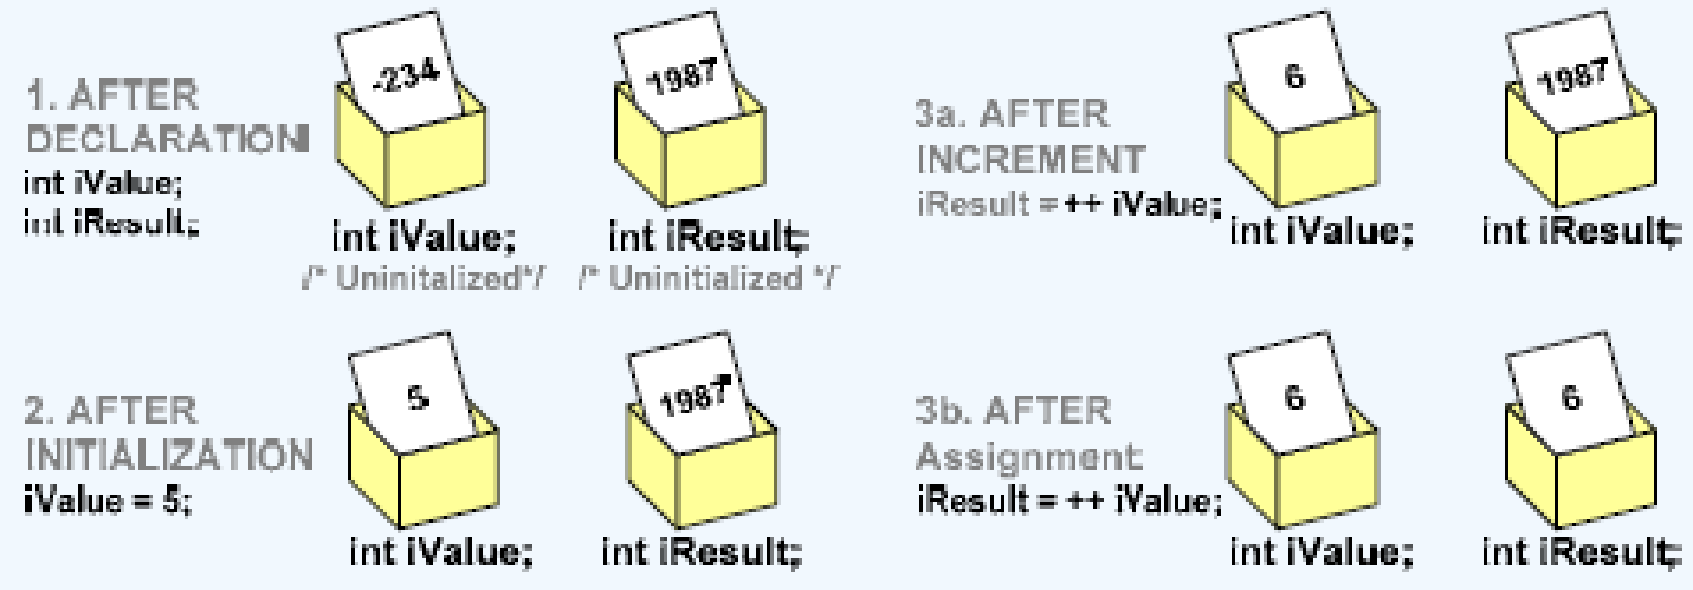 1. AFTER
DECLARATION
int iValue;
int iResult;
-234
int iValue;
/* Uninitalized*/
1987
int iResult;
/* Uninitialized */
2. AFTER
INITIALIZATION
iValue = 5;
5
int iValue;
1987
int iResult;
3a. AFTER
INCREMENT
iResult = ++ iValue;
6
int iValue;
1987
int iResult;
3b. AFTER
Assignment
iResult = ++ iValue;
6
int iValue;
6
int iResult;